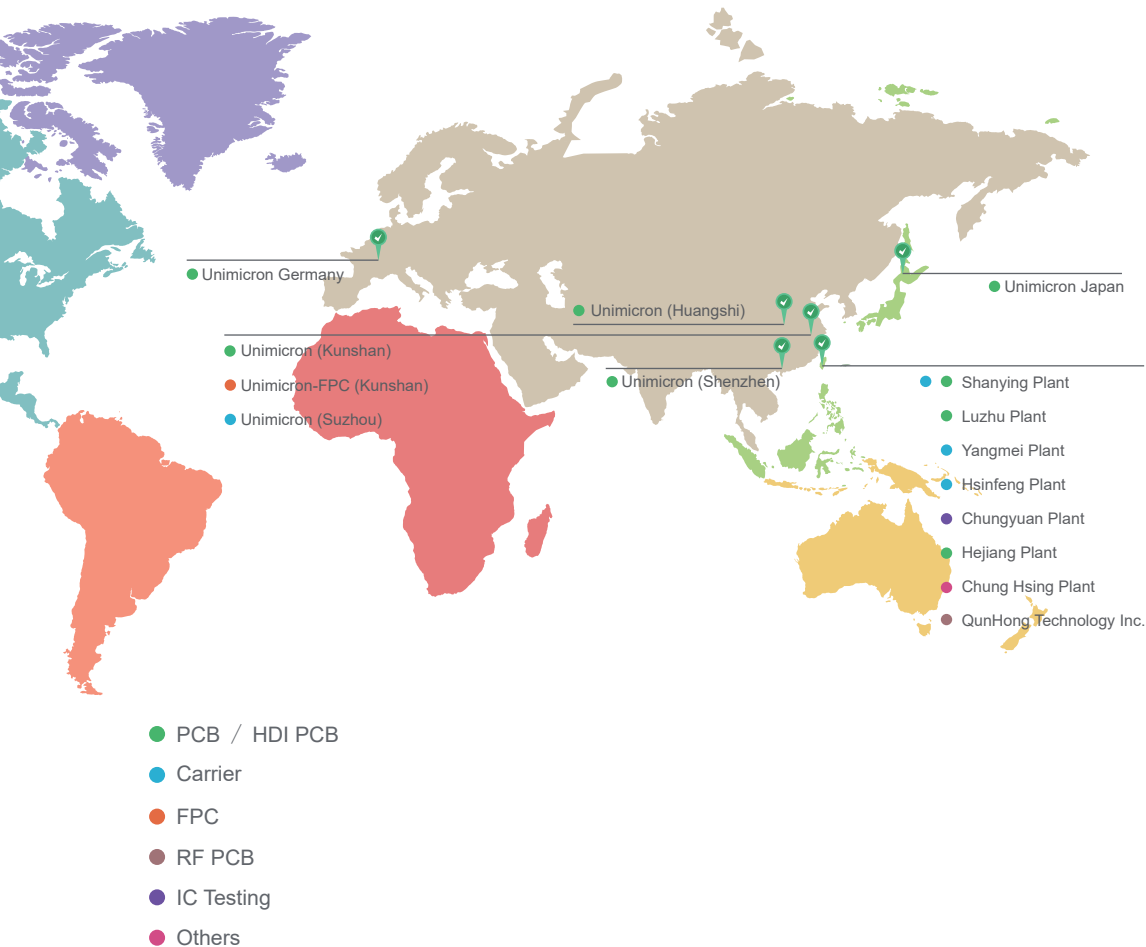 Unimicron Germany
Unimicron Japan
Unimicron (Huangshi)
Unimicron (Kunshan)
Unimicron-FPC (Kunshan)
Unimicron (Suzhou)
Unimicron (Shenzhen)
Shanying Plant
Luzhu Plant
Yangmei Plant
Hsinfeng Plant
Chungyuan Plant
Hejiang Plant
Chung Hsing Plant
QunHong Technology Inc.
PCB / HDI PCB
Carrier
FPC
RF PCB
IC Testing
Others